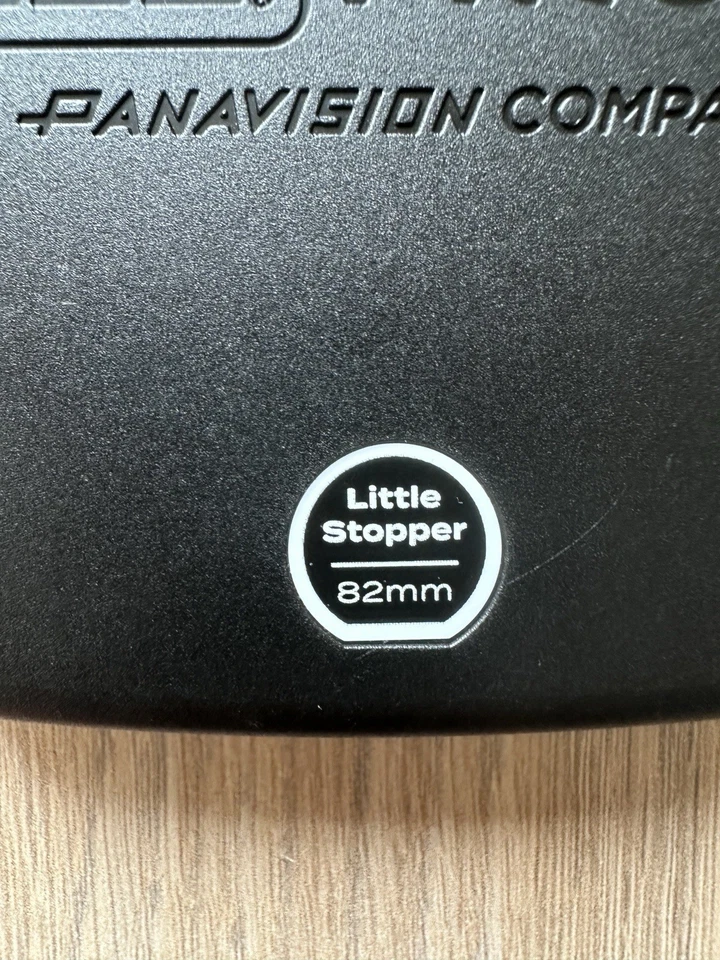 PANAVISION COMPA
Little
Stopper
82mm